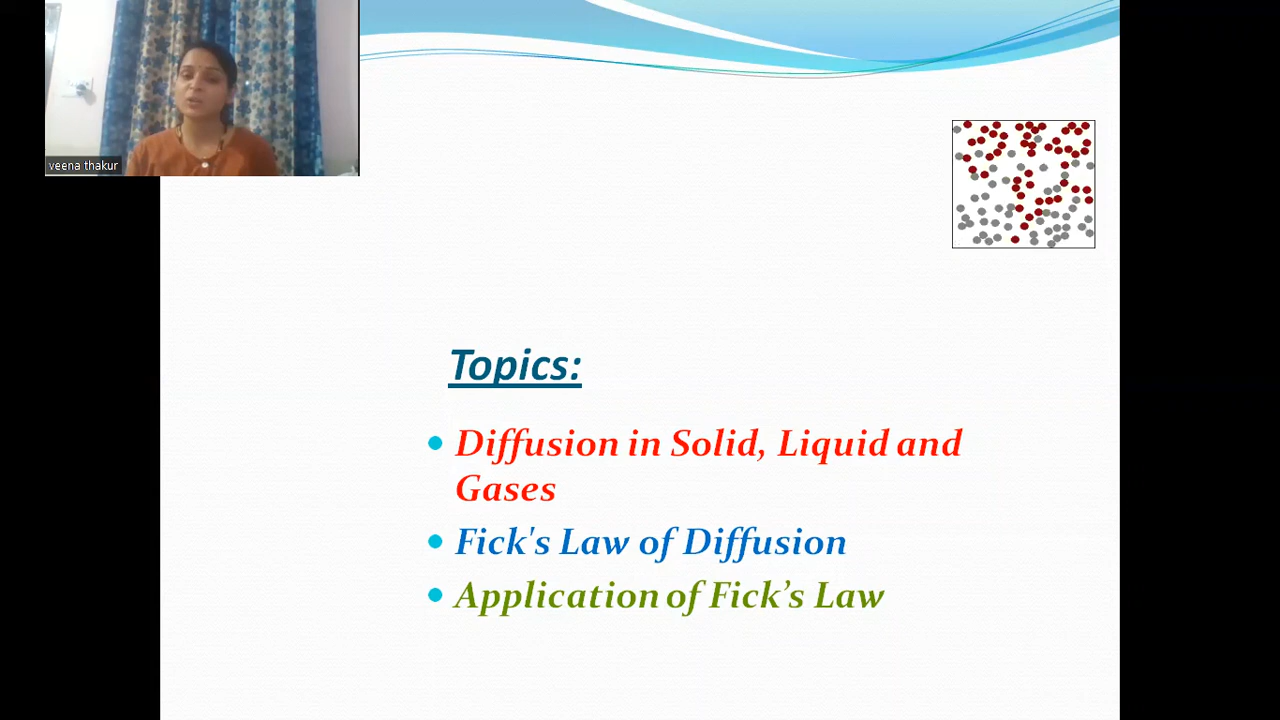 veena thakur
Topics:
Diffusion in Solid, Liquid and
Gases
Fick's Law of Diffusion
Application of Fick’s Law